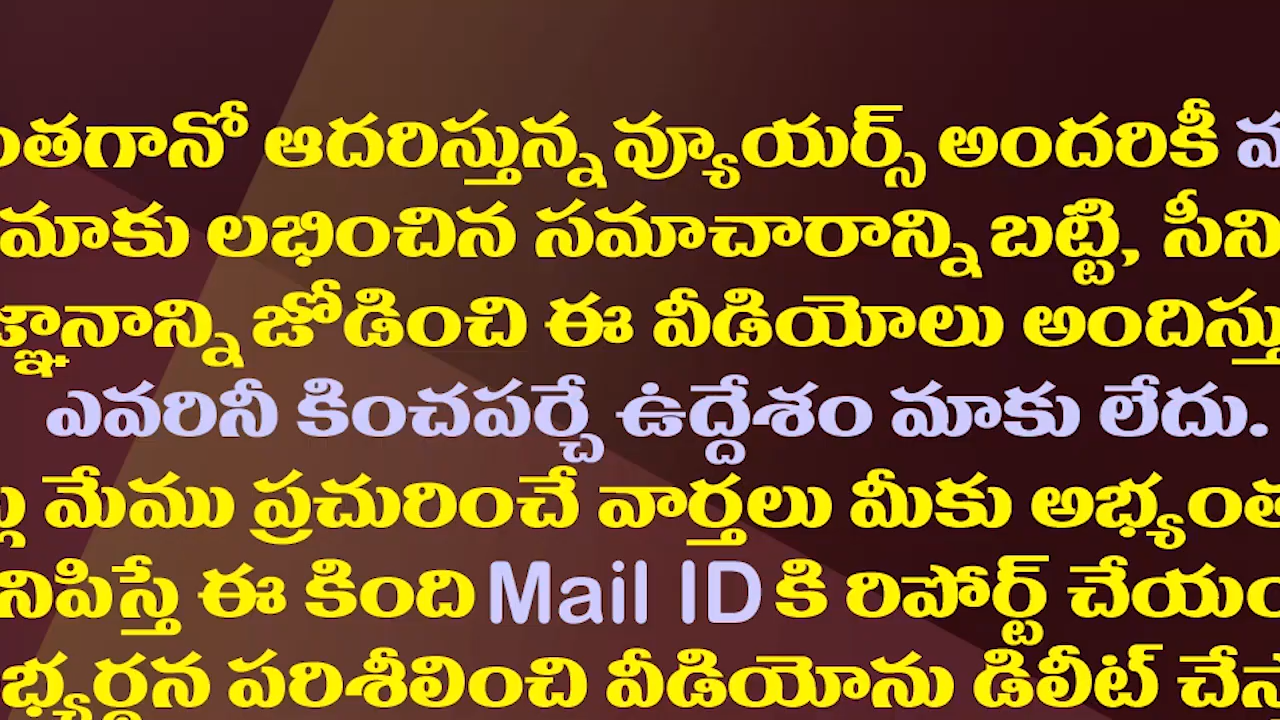 ంతగానో ఆదరిస్తున్న వ్యూయర్స్ అందరికీ
మాకు లభించిన సమాచారాన్ని బట్టి, సీని
జ్ఞానాన్ని జోడించి ఈ వీడియోలు అందిస్తు
ఎవరినీ కించపర్చే ఉద్దేశం మాకు లేదు.
ల్ల మేము ప్రచురించే వార్తలు మీకు అభ్యంత
నిపిస్తే ఈ కింది Mail ID కి రిపోర్ట్ చేయం
భ్యర్థన పరిశీలించి వీడియోను డిలీట్ చేస